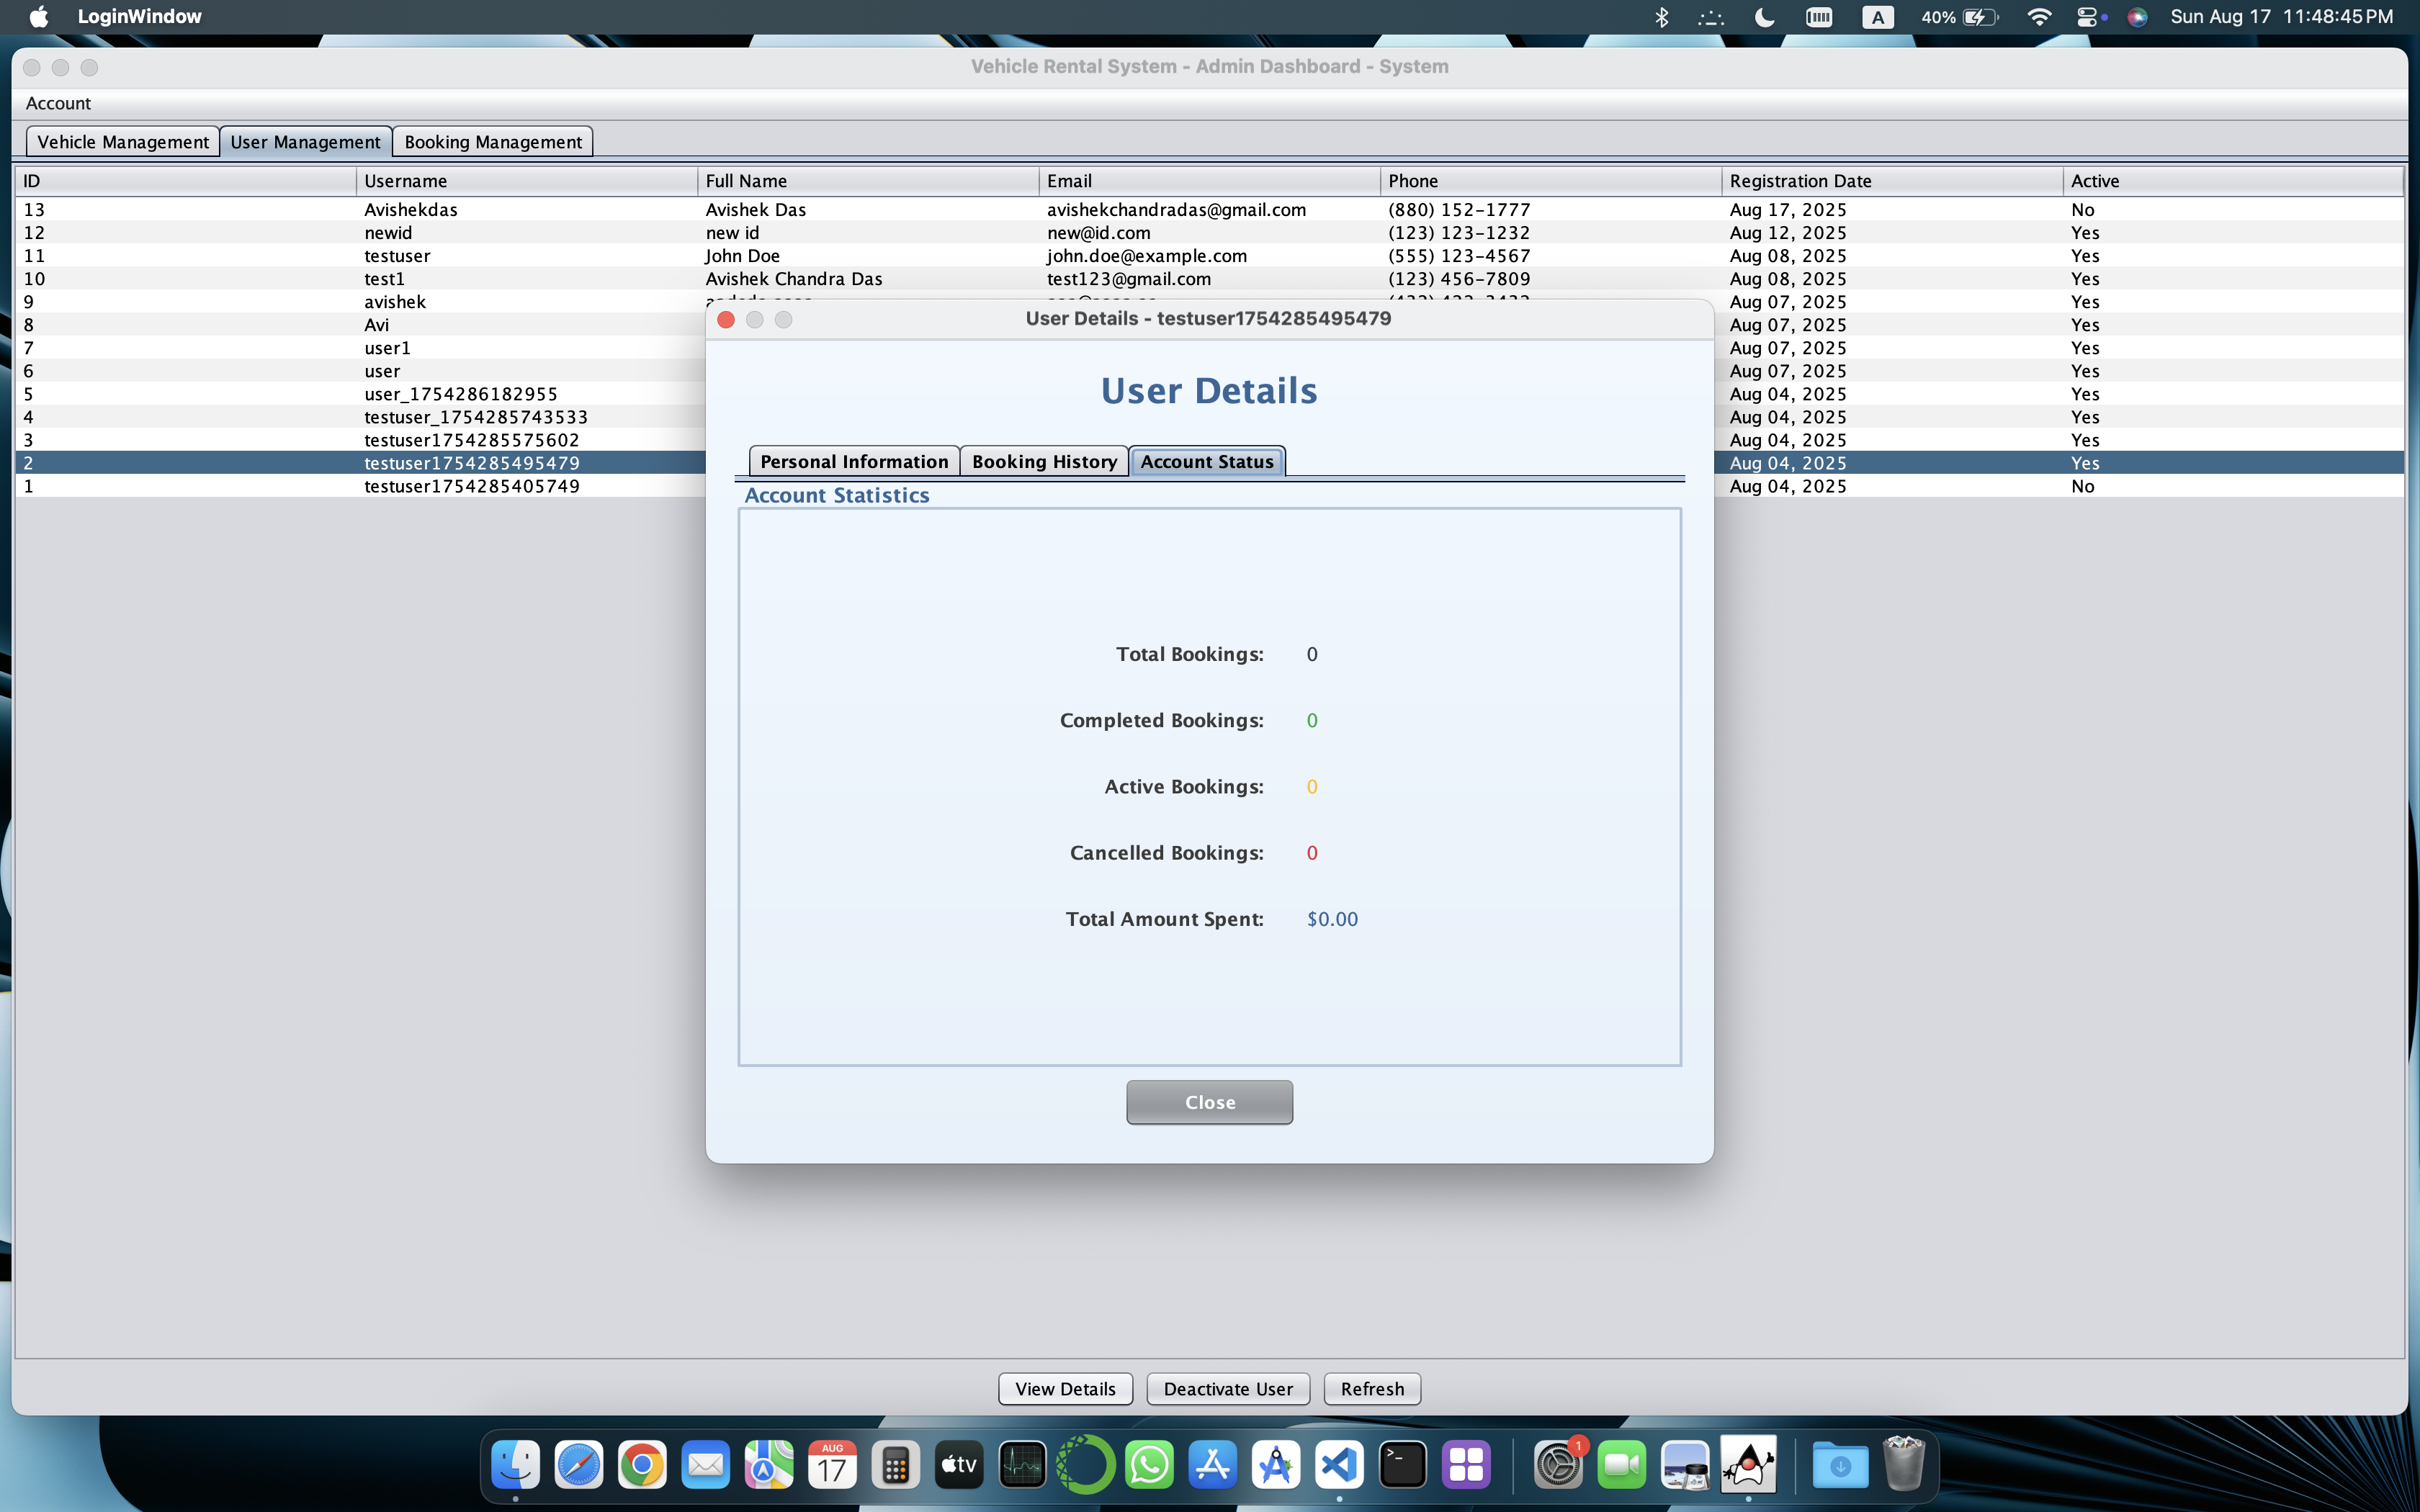 LoginWindow
A
40%
Sun Aug 17 11:48:45 PM
Vehicle Rental System - Admin Dashboard - System
Account
Vehicle Management User Management Booking Management
ID Username Full Name Email Phone Registration Date Active
13 Avishekdas Avishek Das avishekchandradas@gmail.com (880) 152-1777 Aug 17, 2025 No
12 newid new id new@id.com (123) 123-1232 Aug 12, 2025 Yes
11 testuser John Doe john.doe@example.com (555) 123-4567 Aug 08, 2025 Yes
10 test1 Avishek Chandra Das test123@gmail.com (123) 456-7809 Aug 08, 2025 Yes
9 avishek Aug 07, 2025 Yes
8 Avi Aug 07, 2025 Yes
7 user1 Aug 07, 2025 Yes
6 user Aug 07, 2025 Yes
5 user_1754286182955 Aug 04, 2025 Yes
4 testuser_1754285743533 Aug 04, 2025 Yes
3 testuser1754285575602 Aug 04, 2025 Yes
2 testuser1754285495479 Aug 04, 2025 Yes
1 testuser1754285405749 Aug 04, 2025 No
User Details - testuser1754285495479
User Details
Personal Information Booking History Account Status
Account Statistics
Total Bookings: 0
Completed Bookings: 0
Active Bookings: 0
Cancelled Bookings: 0
Total Amount Spent: $0.00
Close
View Details Deactivate User Refresh
AUG
17
tv
1